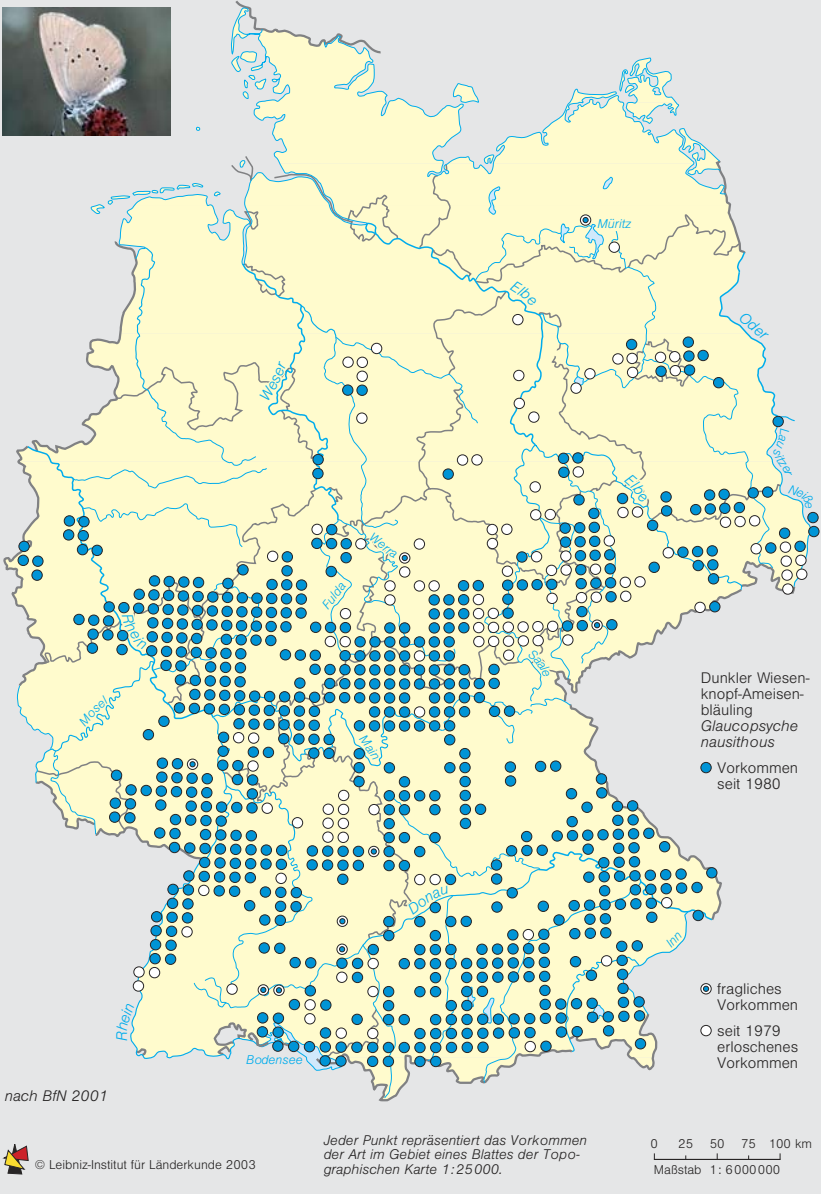 Müritz
Elbe
Oder
Weser
Lausitzer
Neiße
Elbe
Werra
Fulda
Rhein
Saale
Mosel
Main
Dunkler Wiesen-
knopf-Ameisen-
bläuling
Glaucopsyche
nausithous
Vorkommen
seit 1980
Donau
Inn
fragliches
Vorkommen
seit 1979
erloschenes
Vorkommen
Rhein
Bodensee
nach BfN 2001
© Leibniz-Institut für Länderkunde 2003
Jeder Punkt repräsentiert das Vorkommen
der Art im Gebiet eines Blattes der Topo-
graphischen Karte 1:25000.
0 25 50 75 100 km
Maßstab 1: 6000000